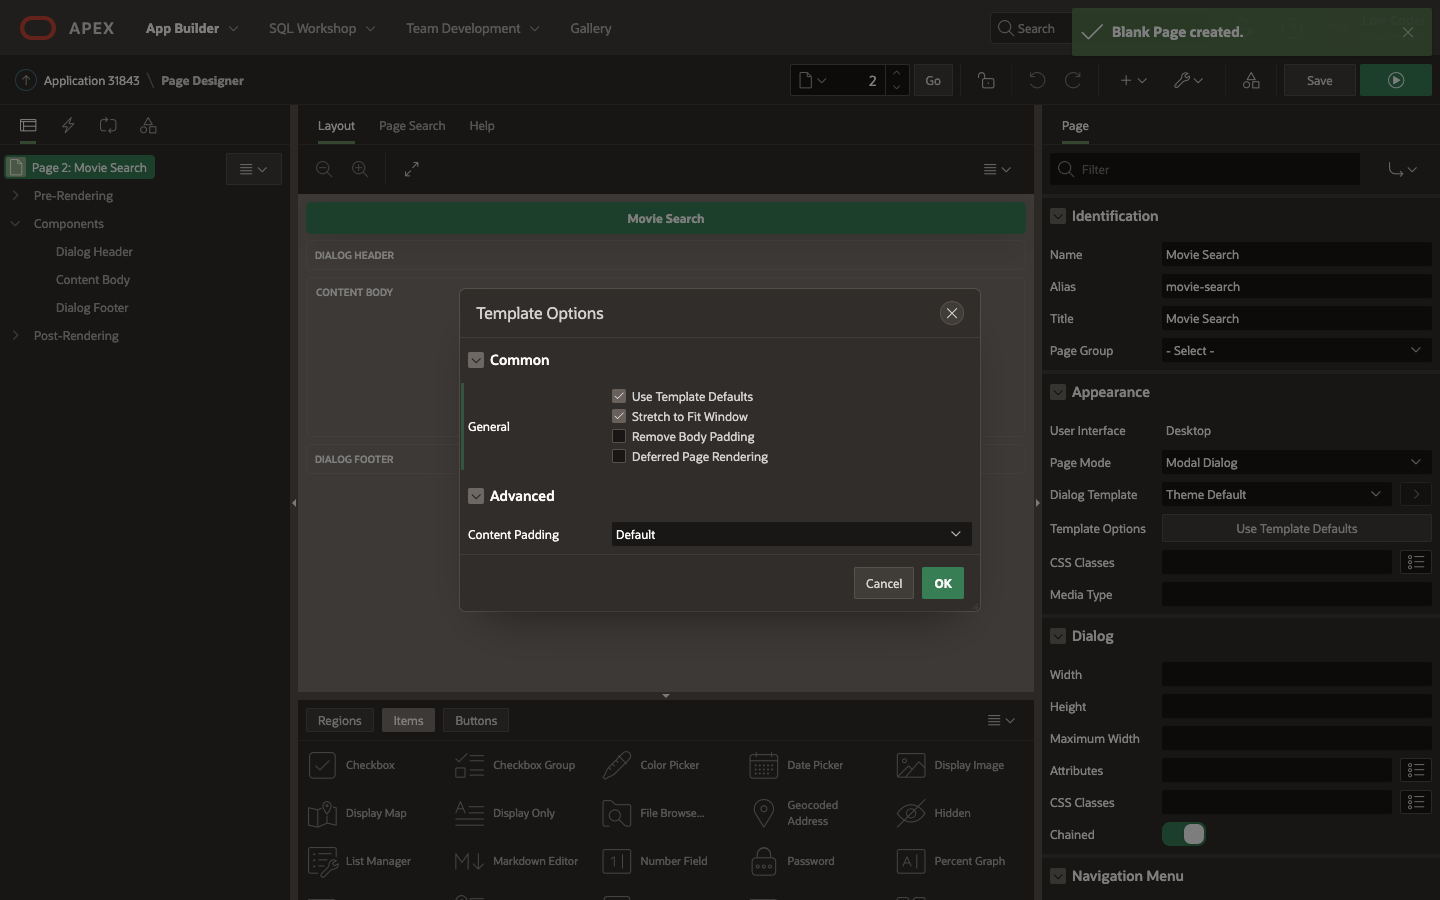 APEX
App Builder
SQL Workshop
Team Development
Gallery
Search
Blank Page created.
Application 31843 \ Page Designer
2
Go
Save
Page 2: Movie Search
Pre-Rendering
Components
Dialog Header
Content Body
Dialog Footer
Post-Rendering
Layout
Page Search
Help
Movie Search
DIALOG HEADER
CONTENT BODY
DIALOG FOOTER
Template Options
Common
General
Use Template Defaults
Stretch to Fit Window
Remove Body Padding
Deferred Page Rendering
Advanced
Content Padding
Default
Cancel
OK
Regions
Items
Buttons
Checkbox
Checkbox Group
Color Picker
Date Picker
Display Image
Display Map
Display Only
File Browse...
Geocoded
Address
Hidden
List Manager
Markdown Editor
Number Field
Password
Percent Graph
Page
Filter
Identification
Name
Movie Search
Alias
movie-search
Title
Movie Search
Page Group
- Select -
Appearance
User Interface
Desktop
Page Mode
Modal Dialog
Dialog Template
Theme Default
Template Options
Use Template Defaults
CSS Classes
Media Type
Dialog
Width
Height
Maximum Width
Attributes
CSS Classes
Chained
Navigation Menu